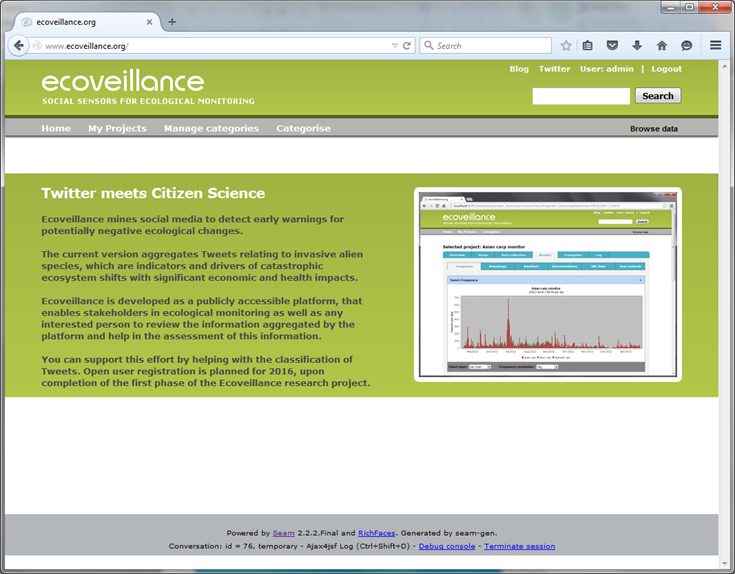 ecoveillance.org
www.ecoveillance.org/
Search
Blog Twitter User: admin | Logout
ecoveillance
SOCIAL SENSORS FOR ECOLOGICAL MONITORING
Search
Home My Projects Manage categories Categorise Browse data
Twitter meets Citizen Science
Ecoveillance mines social media to detect early warnings for
potentially negative ecological changes.
The current version aggregates Tweets relating to invasive alien
species, which are indicators and drivers of catastrophic
ecosystem shifts with significant economic and health impacts.
Ecoveillance is developed as a publicly accessible platform, that
enables stakeholders in ecological monitoring as well as any
interested person to review the information aggregated by the
platform and help in the assessment of this information.
You can support this effort by helping with the classification of
Tweets. Open user registration is planned for 2016, upon
completion of the first phase of the Ecoveillance research project.
ecoveillance
Selected project: Asian carp monitor
Frequency
Tweet Frequency
Asian carp monitor
Powered by Seam 2.2.2.Final and RichFaces. Generated by seam-gen.
Conversation: id = 76, temporary - Ajax4jsf Log (Ctrl+Shift+D) - Debug console - Terminate session